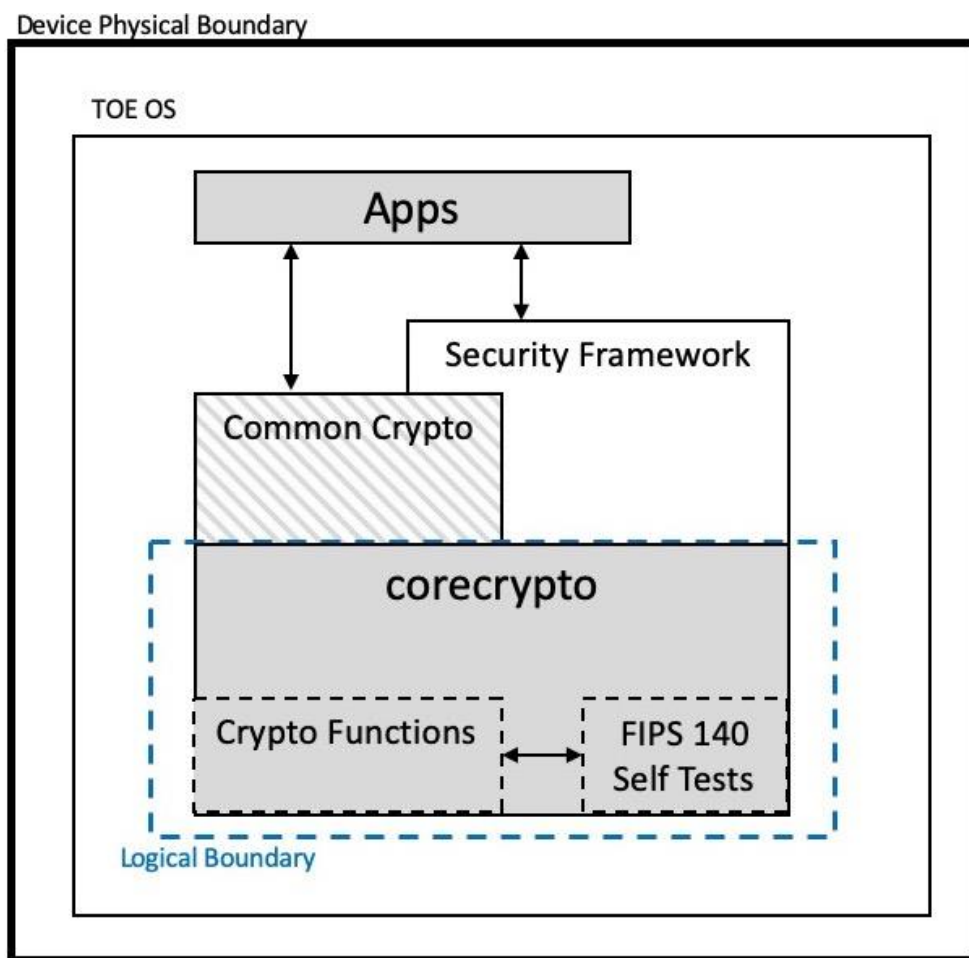 Device Physical Boundary
TOE OS
Apps
Security Framework
Common Crypto
corecrypto
Crypto Functions
FIPS 140
Self Tests
Logical Boundary